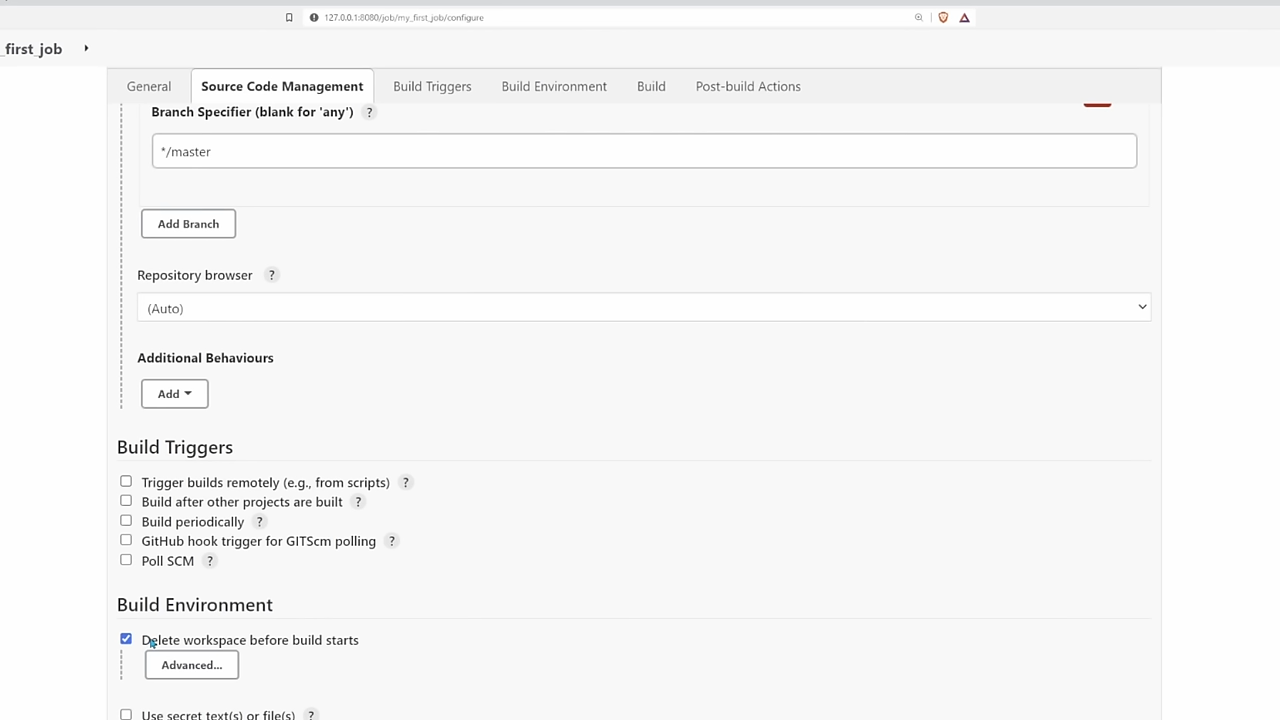 127.0.0.1:8080/job/my_first_job/configure
_first_job
General Source Code Management Build Triggers Build Environment Build Post-build Actions
Branch Specifier (blank for 'any') ?
*/master
Add Branch
Repository browser ?
(Auto)
Additional Behaviours
Add
Build Triggers
Trigger builds remotely (e.g., from scripts) ?
Build after other projects are built ?
Build periodically ?
GitHub hook trigger for GITScm polling ?
Poll SCM ?
Build Environment
Delete workspace before build starts
Advanced...
Use secret text(s) or file(s) ?